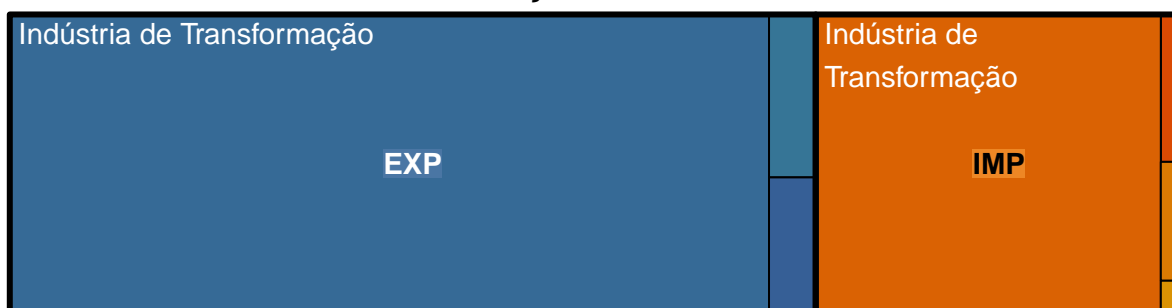 Indústria de Transformação
EXP
Indústria de
Transformação
IMP